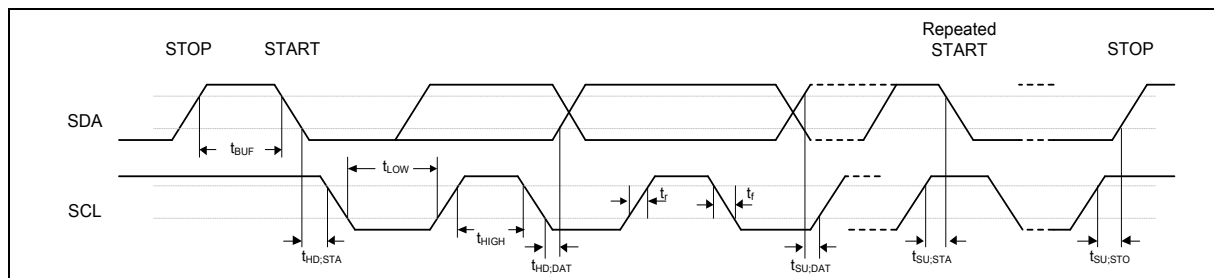 Repeated
STOP START START STOP
SDA
tBUF
tLOW
SCL
tr tf
tHIGH
tHD;STA tHD;DAT tSU;DAT tSU;STA tSU;STO